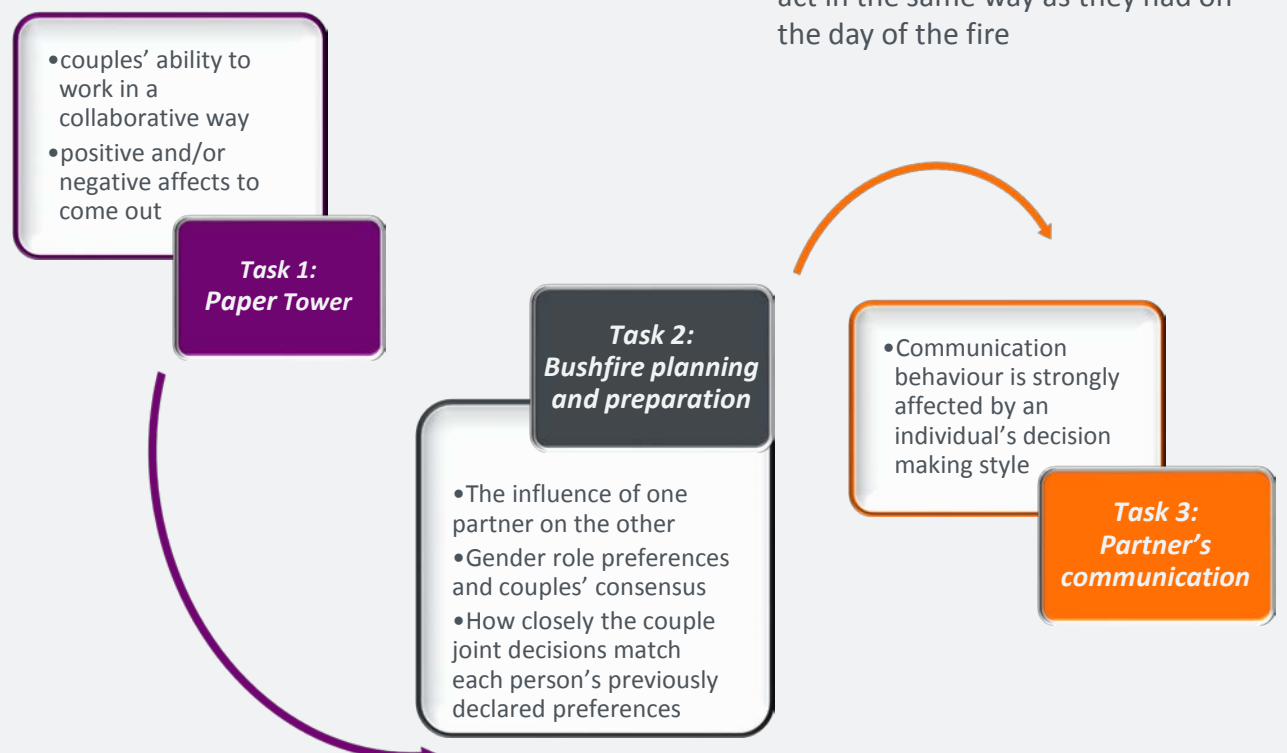 act in the same way as they had on
the day of the fire
•couples’ ability to
work in a
collaborative way
•positive and/or
negative affects to
come out
Task 1:
Paper Tower
Task 2:
Bushfire planning
and preparation
•The influence of one
partner on the other
•Gender role preferences
and couples’ consensus
•How closely the couple
joint decisions match
each person’s previously
declared preferences
•Communication
behaviour is strongly
affected by an
individual’s decision
making style
Task 3:
Partner’s
communication